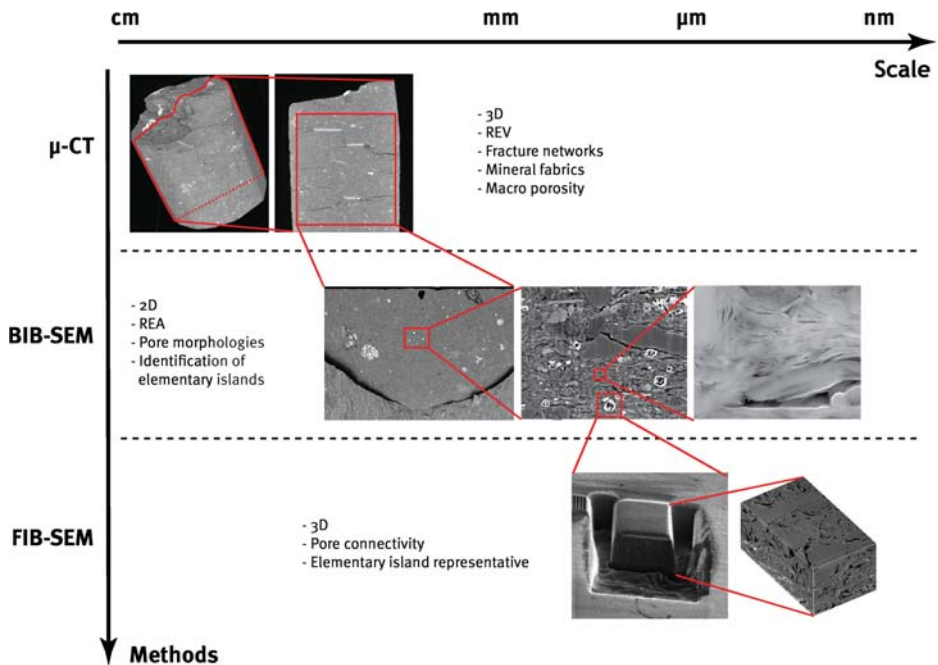 cm mm µm nm
Scale
µ-CT
- 3D
- REV
- Fracture networks
- Mineral fabrics
- Macro porosity
BIB-SEM
- 2D
- REA
- Pore morphologies
- Identification of
elementary islands
FIB-SEM
- 3D
- Pore connectivity
- Elementary island representative
Methods